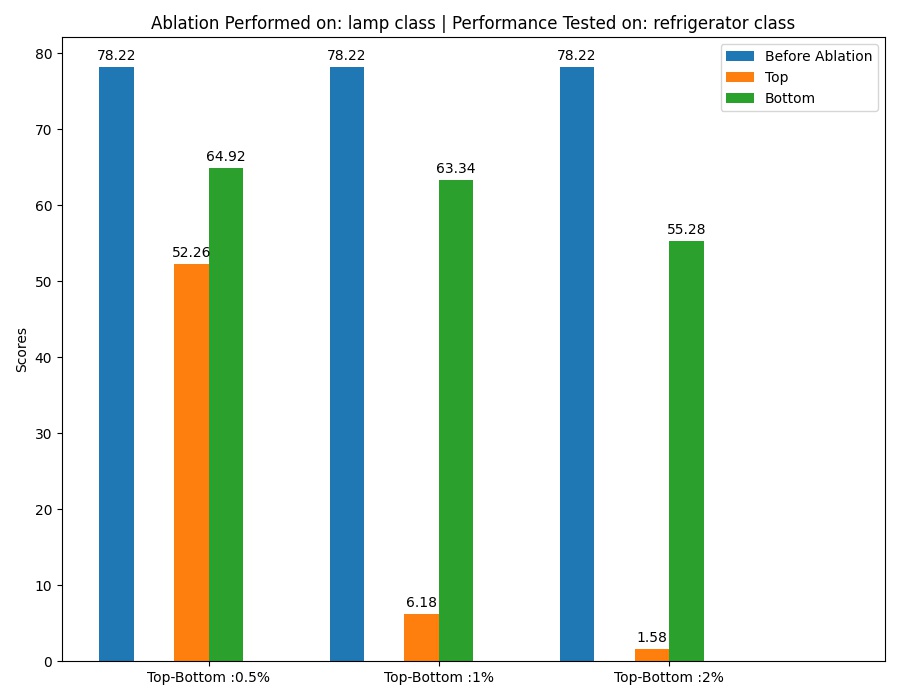 Ablation Performed on: lamp class | Performance Tested on: refrigerator class
Before Ablation
Top
Bottom
78.22
78.22
78.22
64.92
63.34
52.26
55.28
6.18
1.58
Scores
80
70
60
50
40
30
20
10
0
Top-Bottom :0.5%
Top-Bottom :1%
Top-Bottom :2%